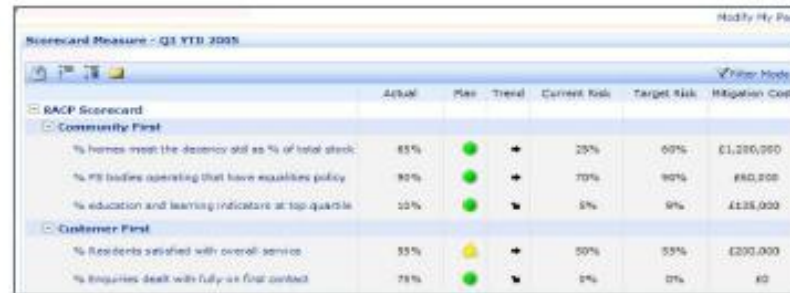 Modify My Pa
Scorecard Measure - Q3 YTD 2005
Filter Mode
Actual Plan Trend Current Risk Target Risk Mitigation Cost
RACP Scorecard
Community First
% homes meet the decency std as % of total stock 65% 25% 60% £1,200,000
% PS bodies operating that have equalities policy 90% 70% 90% £60,200
% education and learning indicators at top quartile 10% 5% 9% £135,000
Customer First
% Residents satisfied with overall service 55% 50% 55% £200,000
% Enquiries dealt with fully on first contact 75% 0% 0% £0